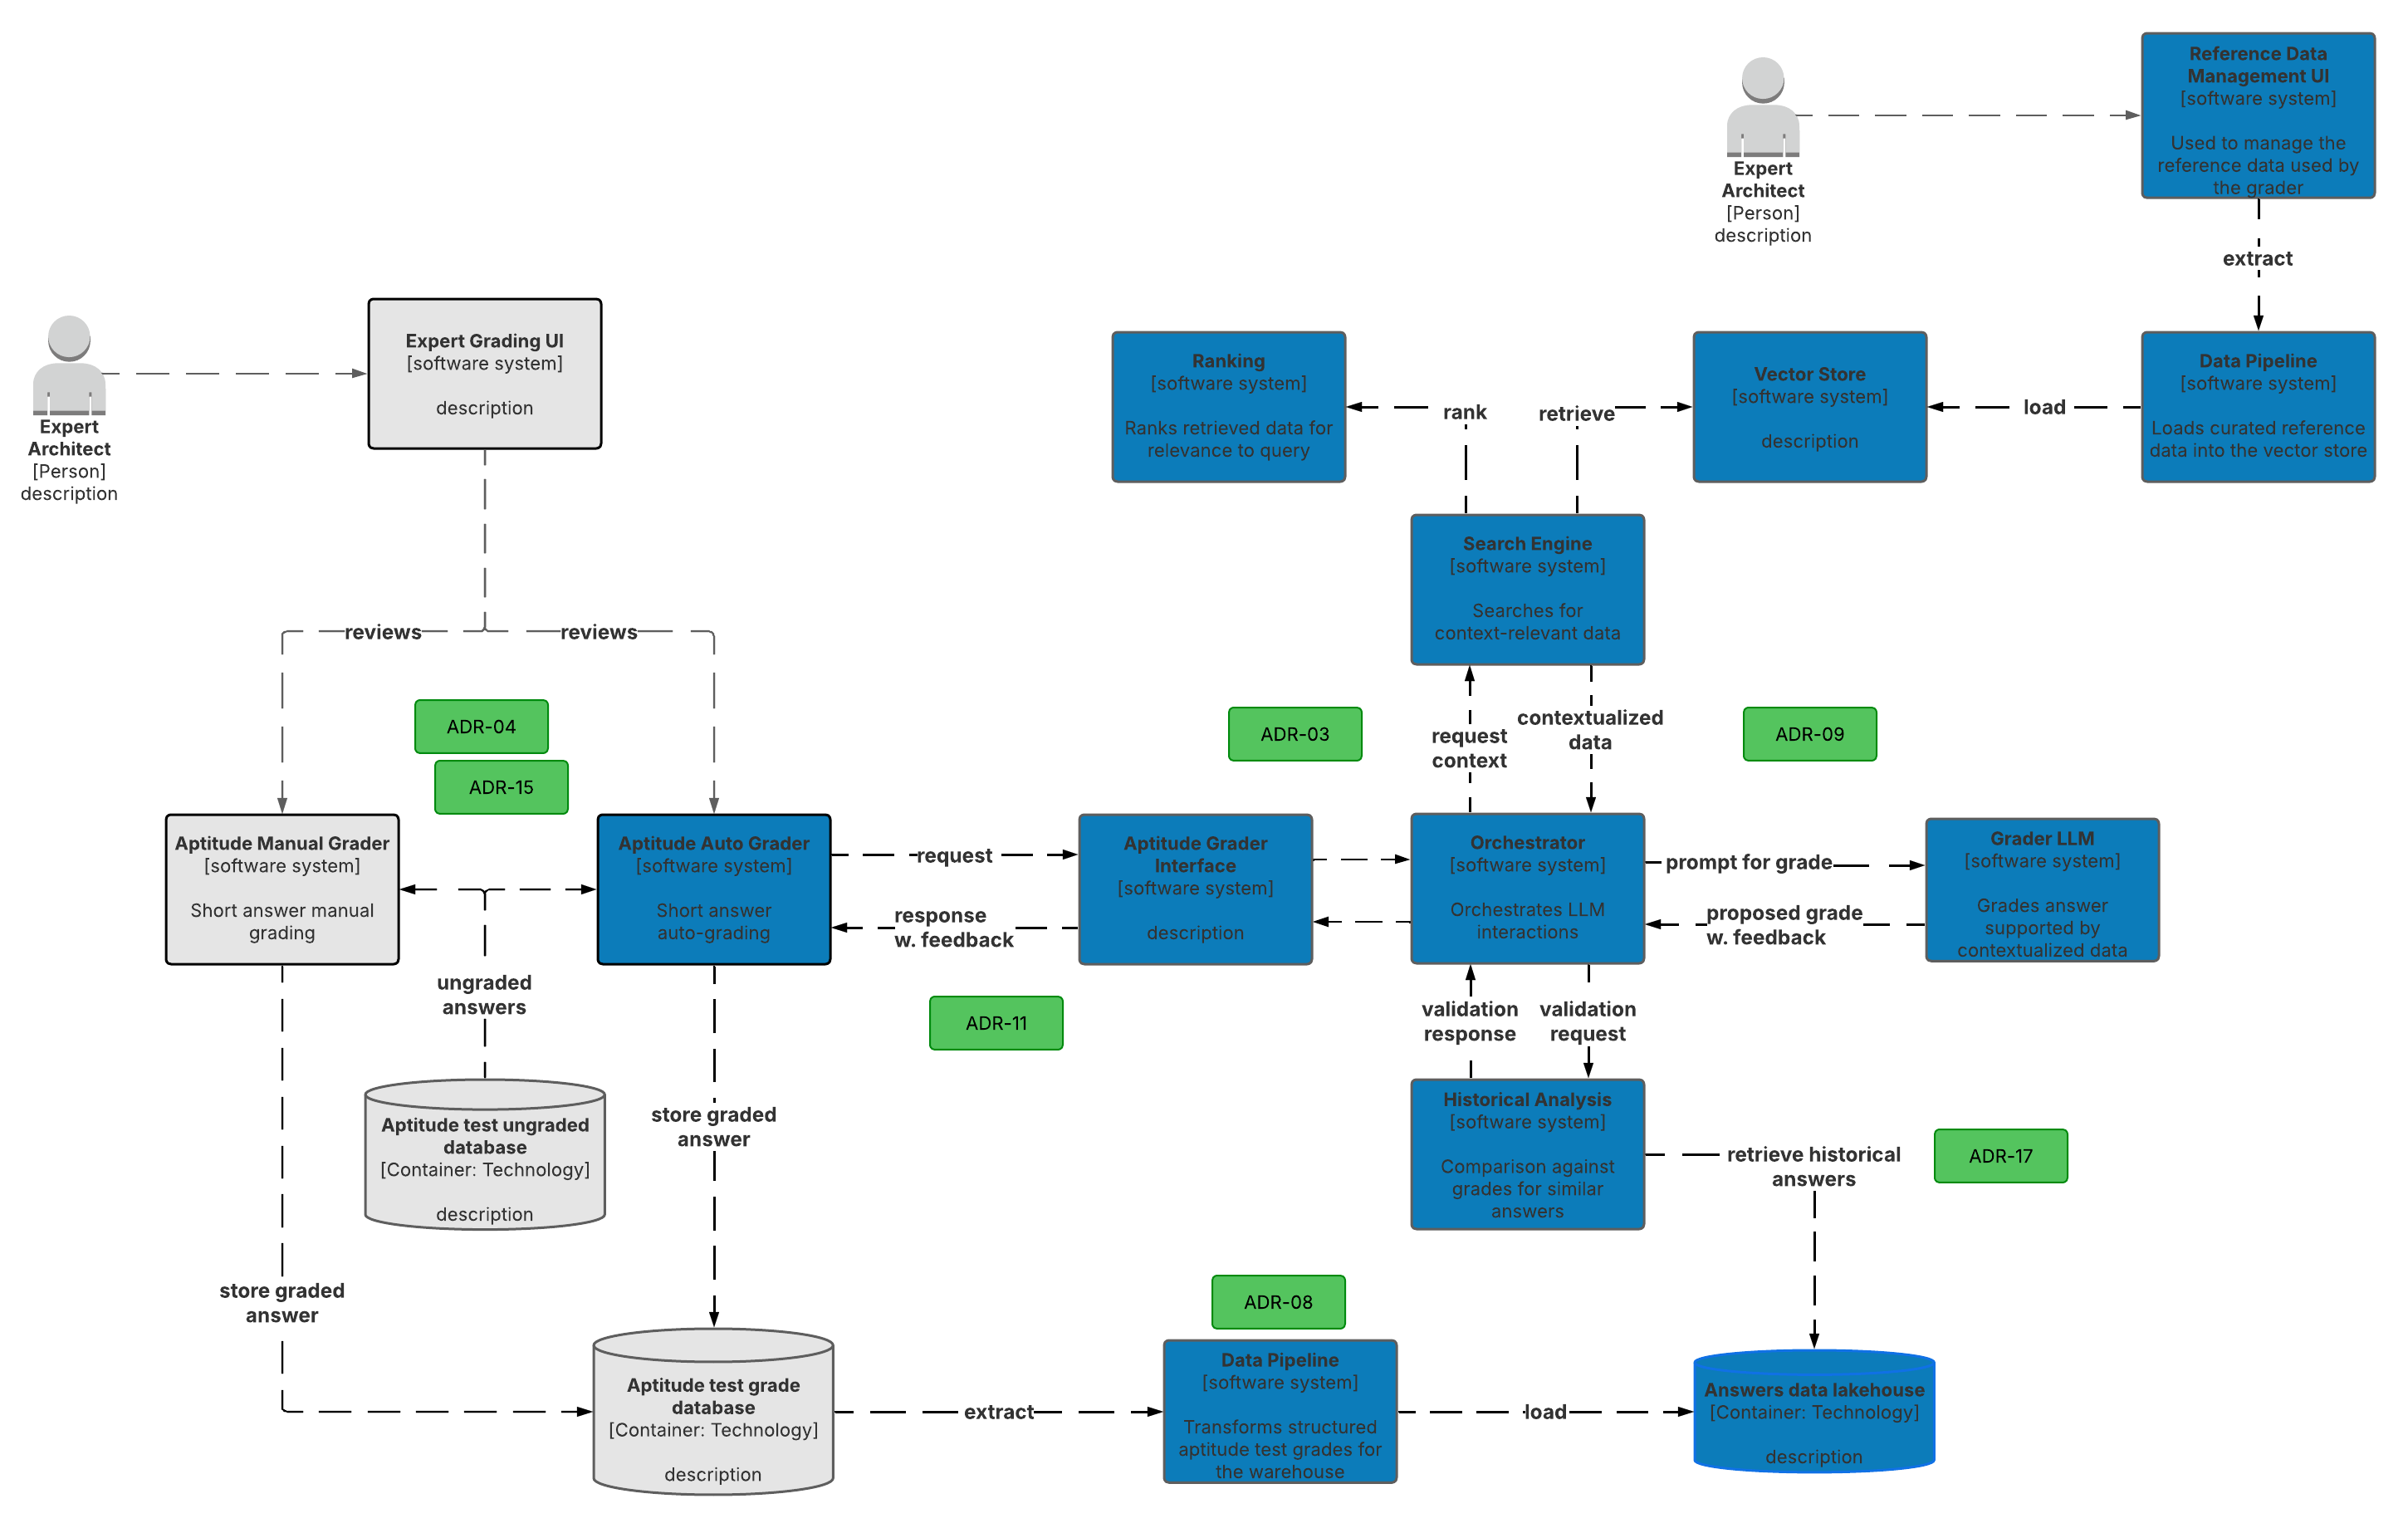 Reference Data
Management UI
[software system]
Used to manage the
reference data used by
the grader
Expert
Architect
[Person]
description
extract
Expert Grading UI
[software system]
description
Expert
Architect
[Person]
description
Ranking
[software system]
Ranks retrieved data for
relevance to query
rank
retrieve
Vector Store
[software system]
description
load
Data Pipeline
[software system]
Loads curated reference
data into the vector store
Search Engine
[software system]
Searches for
context-relevant data
reviews
reviews
ADR-04
ADR-15
ADR-03
request
context
contextualized
data
ADR-09
Aptitude Manual Grader
[software system]
Short answer manual
grading
Aptitude Auto Grader
[software system]
Short answer
auto-grading
request
response
w. feedback
Aptitude Grader
Interface
[software system]
description
Orchestrator
[software system]
Orchestrates LLM
interactions
prompt for grade
proposed grade
w. feedback
Grader LLM
[software system]
Grades answer
supported by
contextualized data
ungraded
answers
ADR-11
validation
response
validation
request
Aptitude test ungraded
database
[Container: Technology]
description
store graded
answer
Historical Analysis
[software system]
Comparison against
grades for similar
answers
retrieve historical
answers
ADR-17
store graded
answer
ADR-08
Aptitude test grade
database
[Container: Technology]
description
extract
Data Pipeline
[software system]
Transforms structured
aptitude test grades for
the warehouse
load
Answers data lakehouse
[Container: Technology]
description